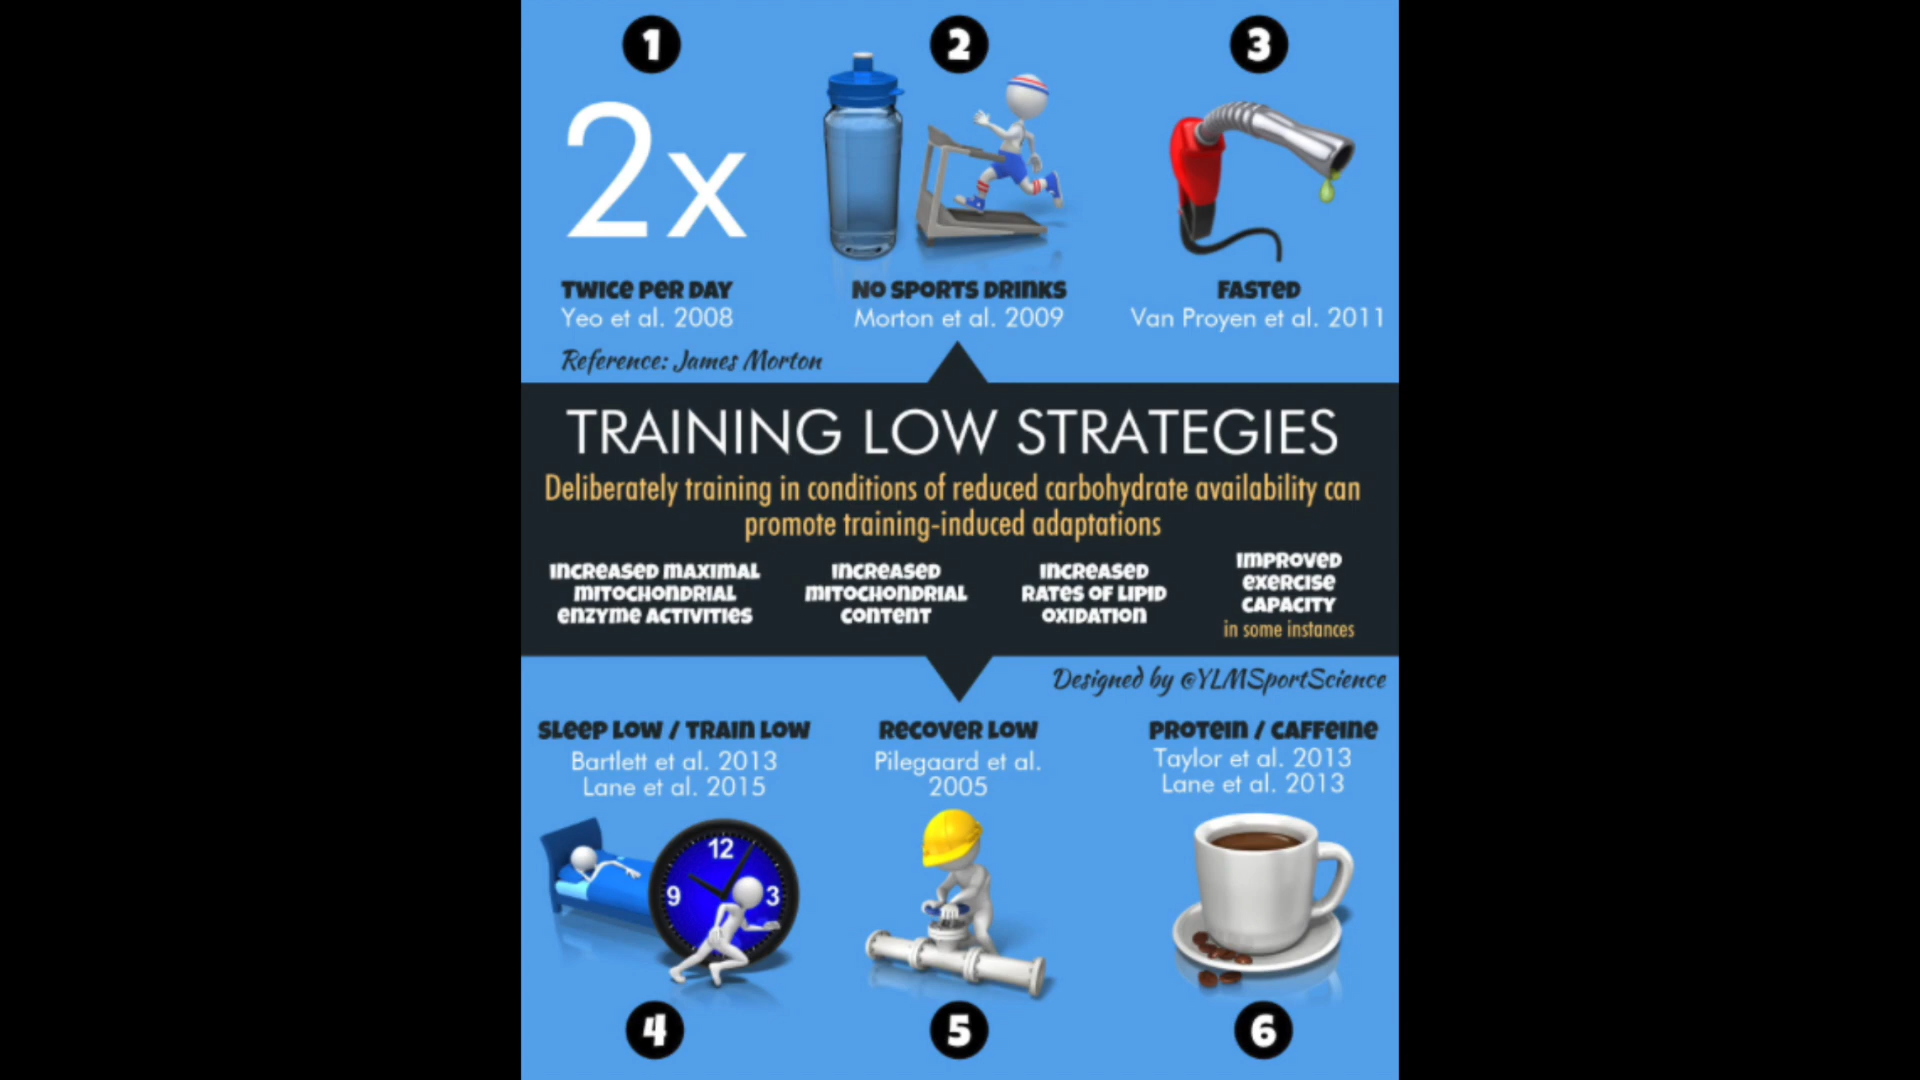 1
2
3
2x
TWICE PER DAY
Yeo et al. 2008
NO SPORTS DRINKS
Morton et al. 2009
FASTED
Van Proyen et al. 2011
Reference: James Morton
TRAINING LOW STRATEGIES
Deliberately training in conditions of reduced carbohydrate availability can
promote training-induced adaptations
INCREASED MAXIMAL
MITOCHONDRIAL
ENZYME ACTIVITIES
INCREASED
MITOCHONDRIAL
CONTENT
INCREASED
RATES OF LIPID
OXIDATION
IMPROVED
EXERCISE
CAPACITY
in some instances
Designed by @YLMSportScience
SLEEP LOW / TRAIN LOW
Bartlett et al. 2013
Lane et al. 2015
RECOVER LOW
Pilegaard et al.
2005
PROTEIN / CAFFEINE
Taylor et al. 2013
Lane et al. 2013
12
9
3
4
5
6